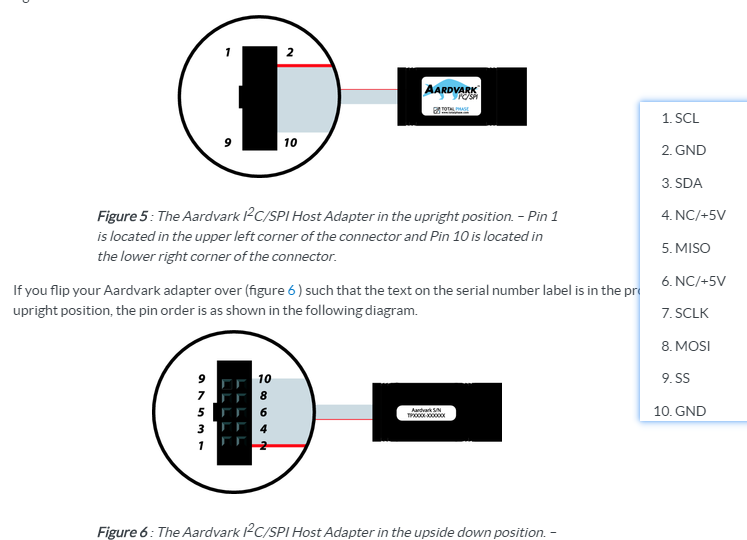 1 2
AARDVARK
I²C/SPI
TOTAL PHASE
9 10
Figure 5 : The Aardvark I²C/SPI Host Adapter in the upright position. – Pin 1
is located in the upper left corner of the connector and Pin 10 is located in
the lower right corner of the connector.
If you flip your Aardvark adapter over (figure 6 ) such that the text on the serial number label is in the
upright position, the pin order is as shown in the following diagram.
9 10
7 8
5 6
3 4
1 2
Aardvark S/N
TPXXXX-XXXXXX
Figure 6 : The Aardvark I²C/SPI Host Adapter in the upside down position. –
1. SCL
2. GND
3. SDA
4. NC/+5V
5. MISO
6. NC/+5V
7. SCLK
8. MOSI
9. SS
10. GND